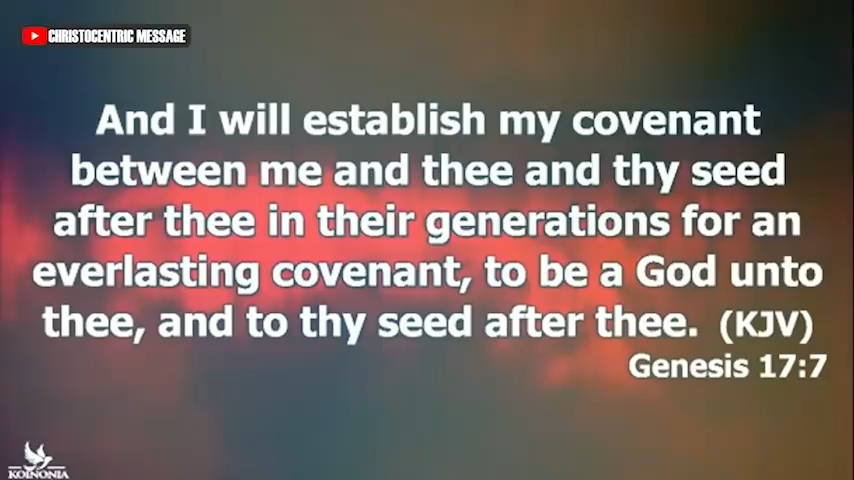 CHRISTOCENTRIC MESSAGE
And I will establish my covenant
between me and thee and thy seed
after thee in their generations for an
everlasting covenant, to be a God unto
thee, and to thy seed after thee. (KJV)
Genesis 17:7
KOINONIA